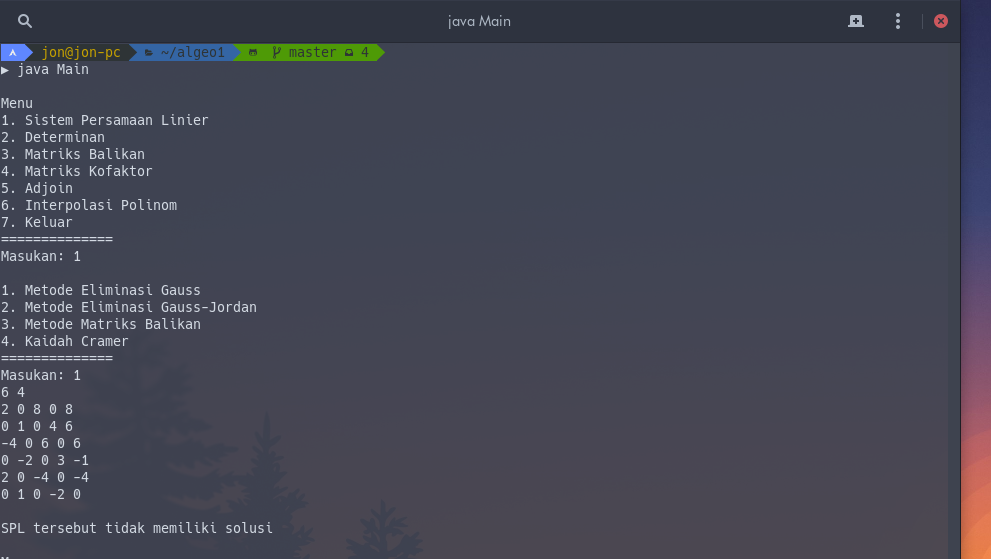 java Main
jon@jon-pc ~/algeo1 master 4
▶ java Main
Menu
1. Sistem Persamaan Linier
2. Determinan
3. Matriks Balikan
4. Matriks Kofaktor
5. Adjoin
6. Interpolasi Polinom
7. Keluar
==============
Masukan: 1
1. Metode Eliminasi Gauss
2. Metode Eliminasi Gauss-Jordan
3. Metode Matriks Balikan
4. Kaidah Cramer
==============
Masukan: 1
6 4
2 0 8 0 8
0 1 0 4 6
-4 0 6 0 6
0 -2 0 3 -1
2 0 -4 0 -4
0 1 0 -2 0
SPL tersebut tidak memiliki solusi